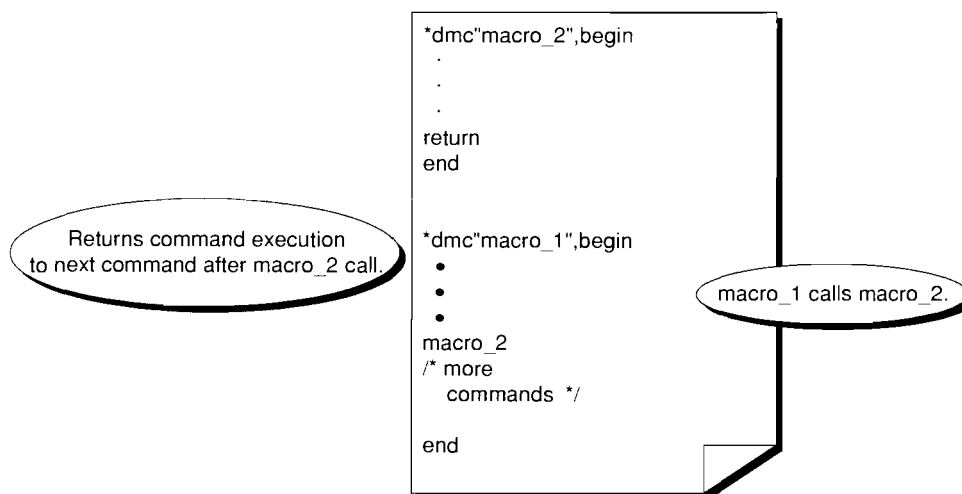 *dmc"macro_2",begin
.
.
.
return
end
Returns command execution
to next command after macro_2 call.
*dmc"macro_1",begin
•
•
•
macro_1 calls macro_2.
macro_2
/* more
commands */
end